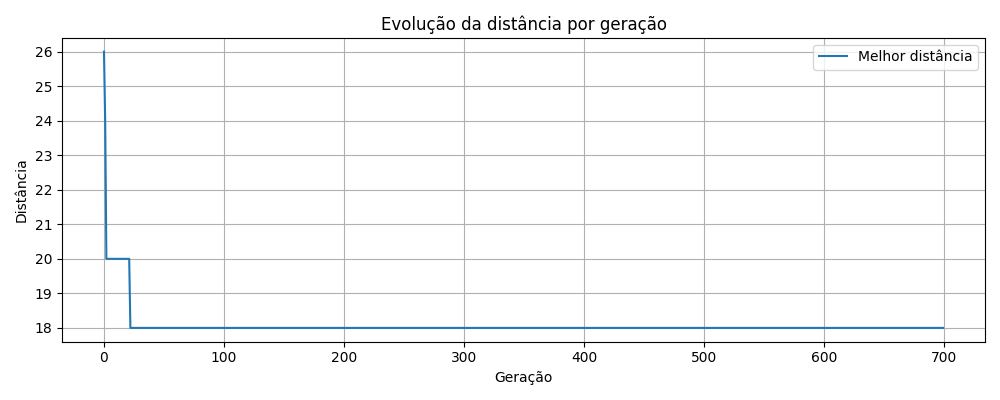 Evolução da distância por geração
Melhor distância
26
25
24
23
22
21
20
19
18
Distância
0 100 200 300 400 500 600 700
Geração